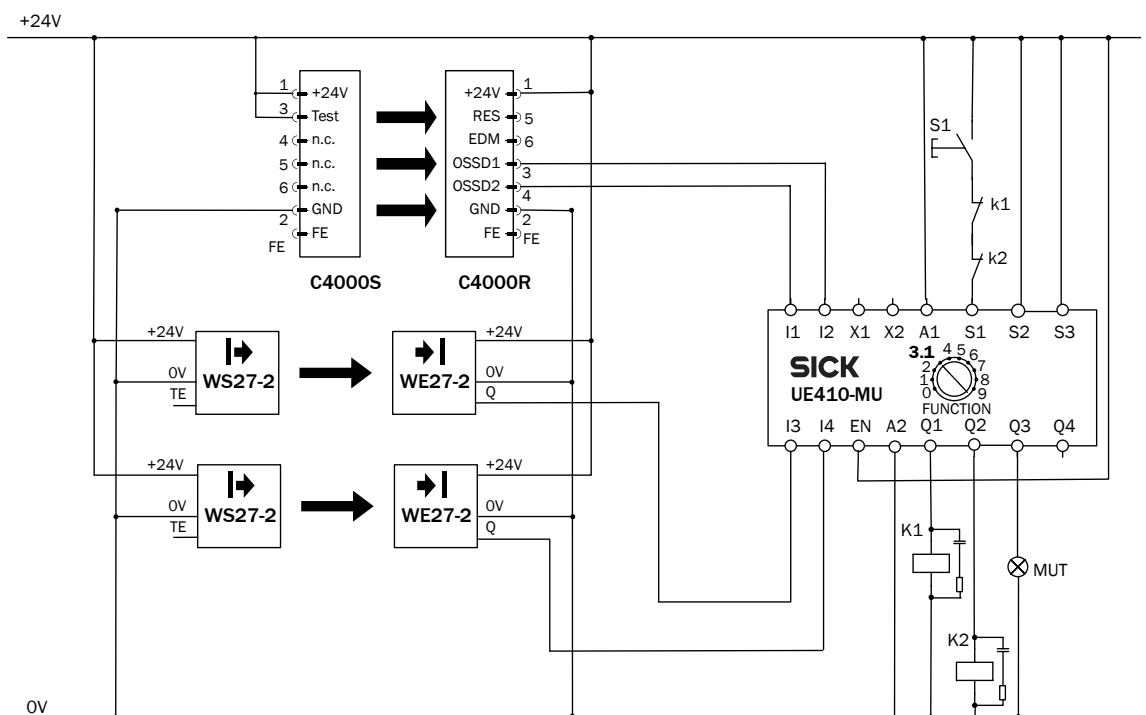 +24V
1
+24V
3
Test
4
n.c.
5
n.c.
6
n.c.
GND
2
FE
FE
C4000S
+24V
1
RES
5
EDM
6
OSSD1
3
OSSD2
4
GND
2
FE
FE
C4000R
S1
k1
k2
+24V
0V
TE
WS27-2
+24V
0V
Q
WE27-2
+24V
0V
TE
WS27-2
+24V
0V
Q
WE27-2
I1 I2 X1 X2 A1 S1 S2 S3
SICK
UE410-MU
3.1
0 1 2 4 5 6 7 8 9
FUNCTION
I3 I4 EN A2 Q1 Q2 Q3 Q4
K1
MUT
K2
0V